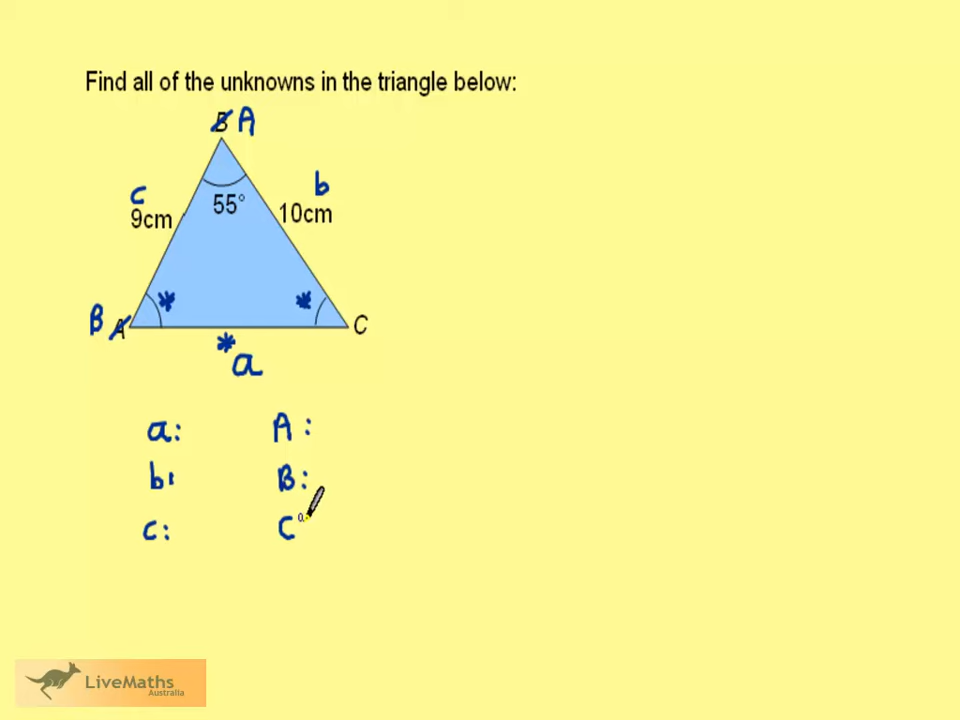 Find all of the unknowns in the triangle below:
B A
c
b
9cm
55°
10cm
*
*
B A
C
*
a
a: A:
b: B:
c: C
LiveMaths
Australia